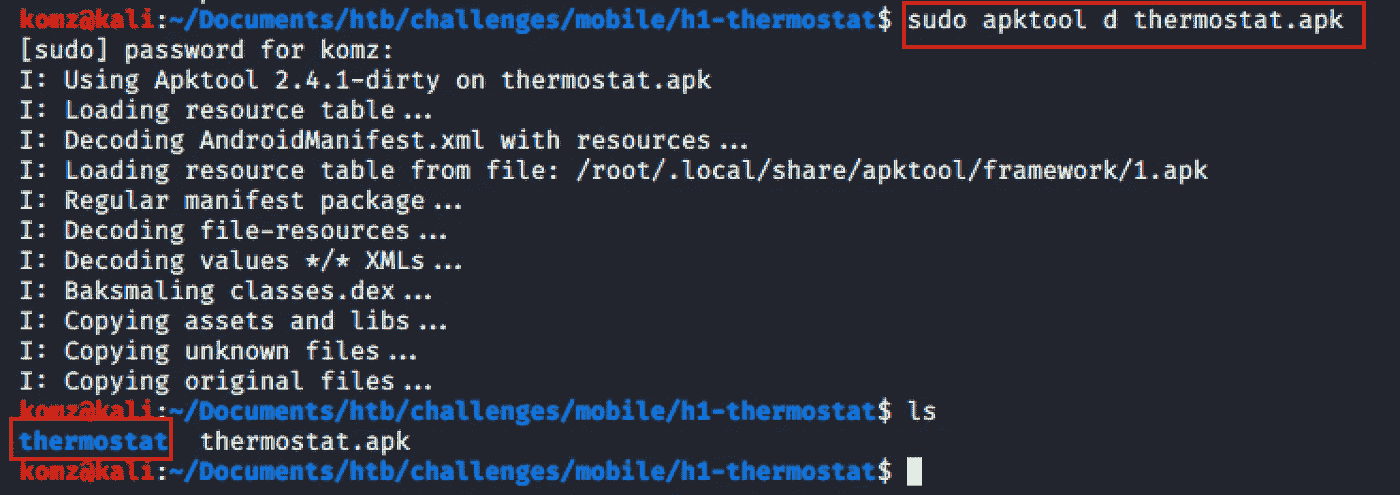 komz@kali:~/Documents/htb/challenges/mobile/h1-thermostat$ sudo apktool d thermostat.apk
[sudo] password for komz:
I: Using Apktool 2.4.1-dirty on thermostat.apk
I: Loading resource table...
I: Decoding AndroidManifest.xml with resources...
I: Loading resource table from file: /root/.local/share/apktool/framework/1.apk
I: Regular manifest package...
I: Decoding file-resources...
I: Decoding values */* XMLs...
I: Baksmaling classes.dex...
I: Copying assets and libs...
I: Copying unknown files...
I: Copying original files...
komz@kali:~/Documents/htb/challenges/mobile/h1-thermostat$ ls
thermostat  thermostat.apk
komz@kali:~/Documents/htb/challenges/mobile/h1-thermostat$